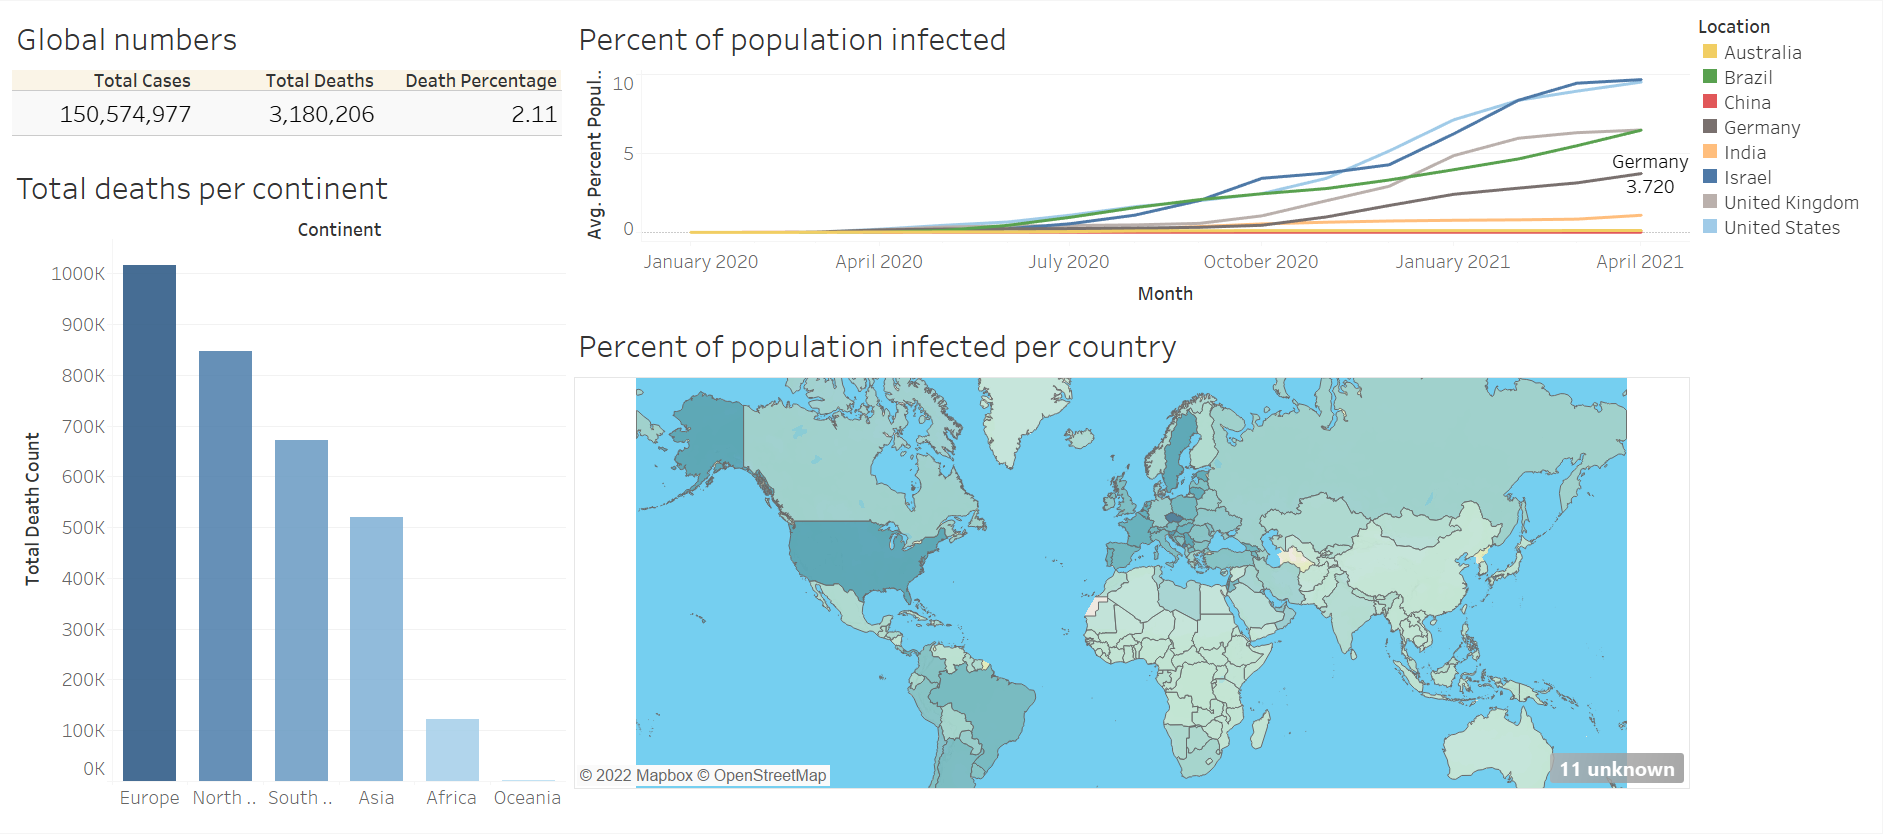 Global numbers
Total Cases Total Deaths Death Percentage
150,574,977 3,180,206 2.11
Total deaths per continent
Continent
Total Death Count
1000K
900K
800K
700K
600K
500K
400K
300K
200K
100K
0K
Europe North .. South .. Asia Africa Oceania
Percent of population infected
Avg. Percent Popul..
10
5
0
Germany
3.720
January 2020 April 2020 July 2020 October 2020 January 2021 April 2021
Month
Location
Australia
Brazil
China
Germany
India
Israel
United Kingdom
United States
Percent of population infected per country
© 2022 Mapbox © OpenStreetMap
11 unknown